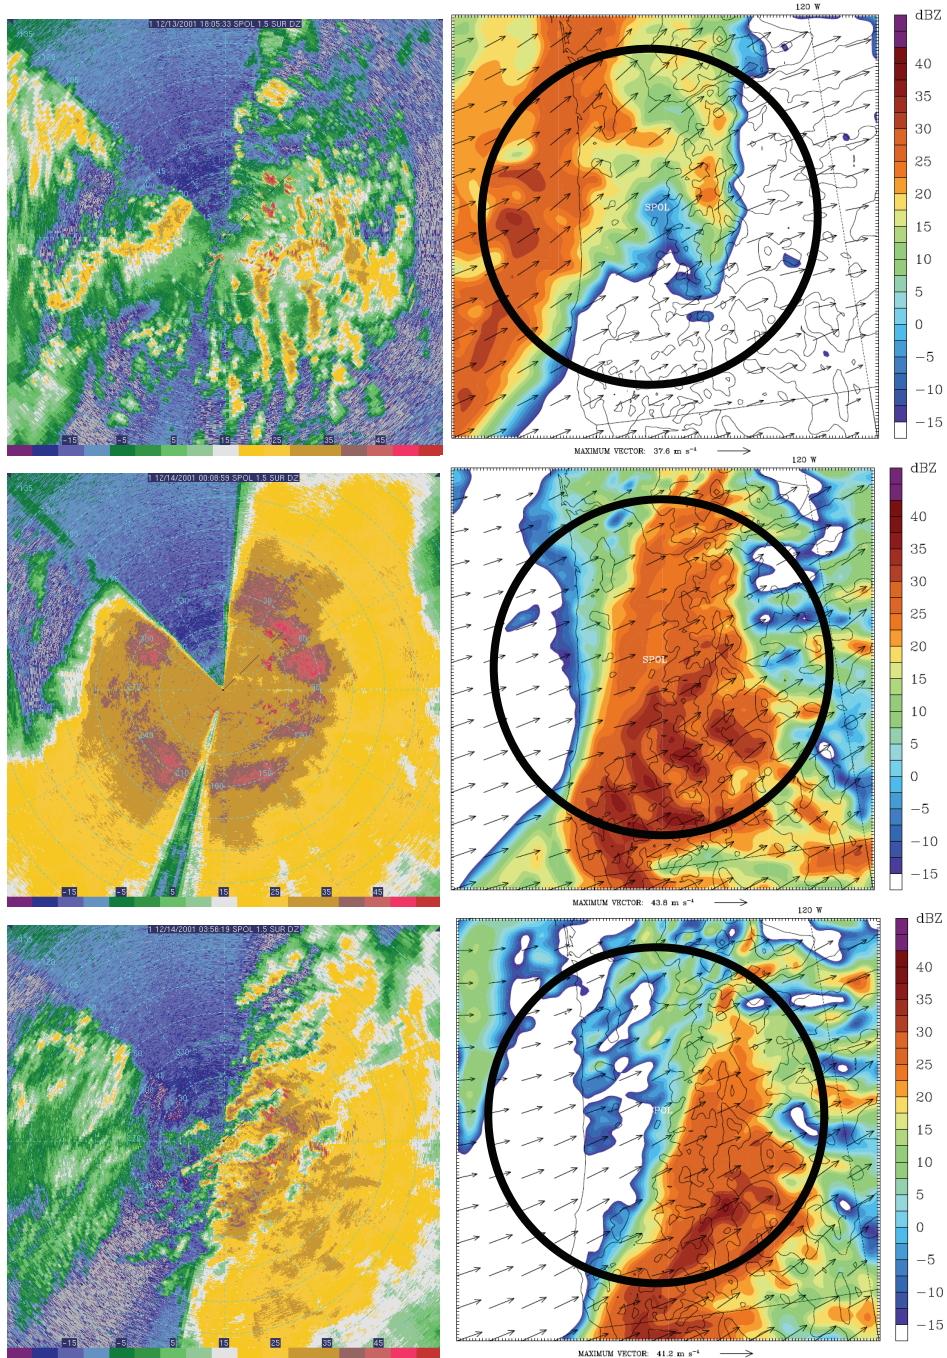 1 12/13/2001 18:05:33 SPOL 1.5 SUR DZ
-15 -5 5 15 25 35 45
120 W
SPOL
MAXIMUM VECTOR: 37.6 m s⁻¹
dBZ
40
35
30
25
20
15
10
5
0
-5
-10
-15
1 12/14/2001 00:08:59 SPOL 1.5 SUR DZ
-15 -5 5 15 25 35 45
120 W
SPOL
MAXIMUM VECTOR: 43.8 m s⁻¹
dBZ
40
35
30
25
20
15
10
5
0
-5
-10
-15
1 12/14/2001 03:56:19 SPOL 1.5 SUR DZ
-15 -5 5 15 25 35 45
120 W
SPOL
MAXIMUM VECTOR: 41.2 m s⁻¹
dBZ
40
35
30
25
20
15
10
5
0
-5
-10
-15